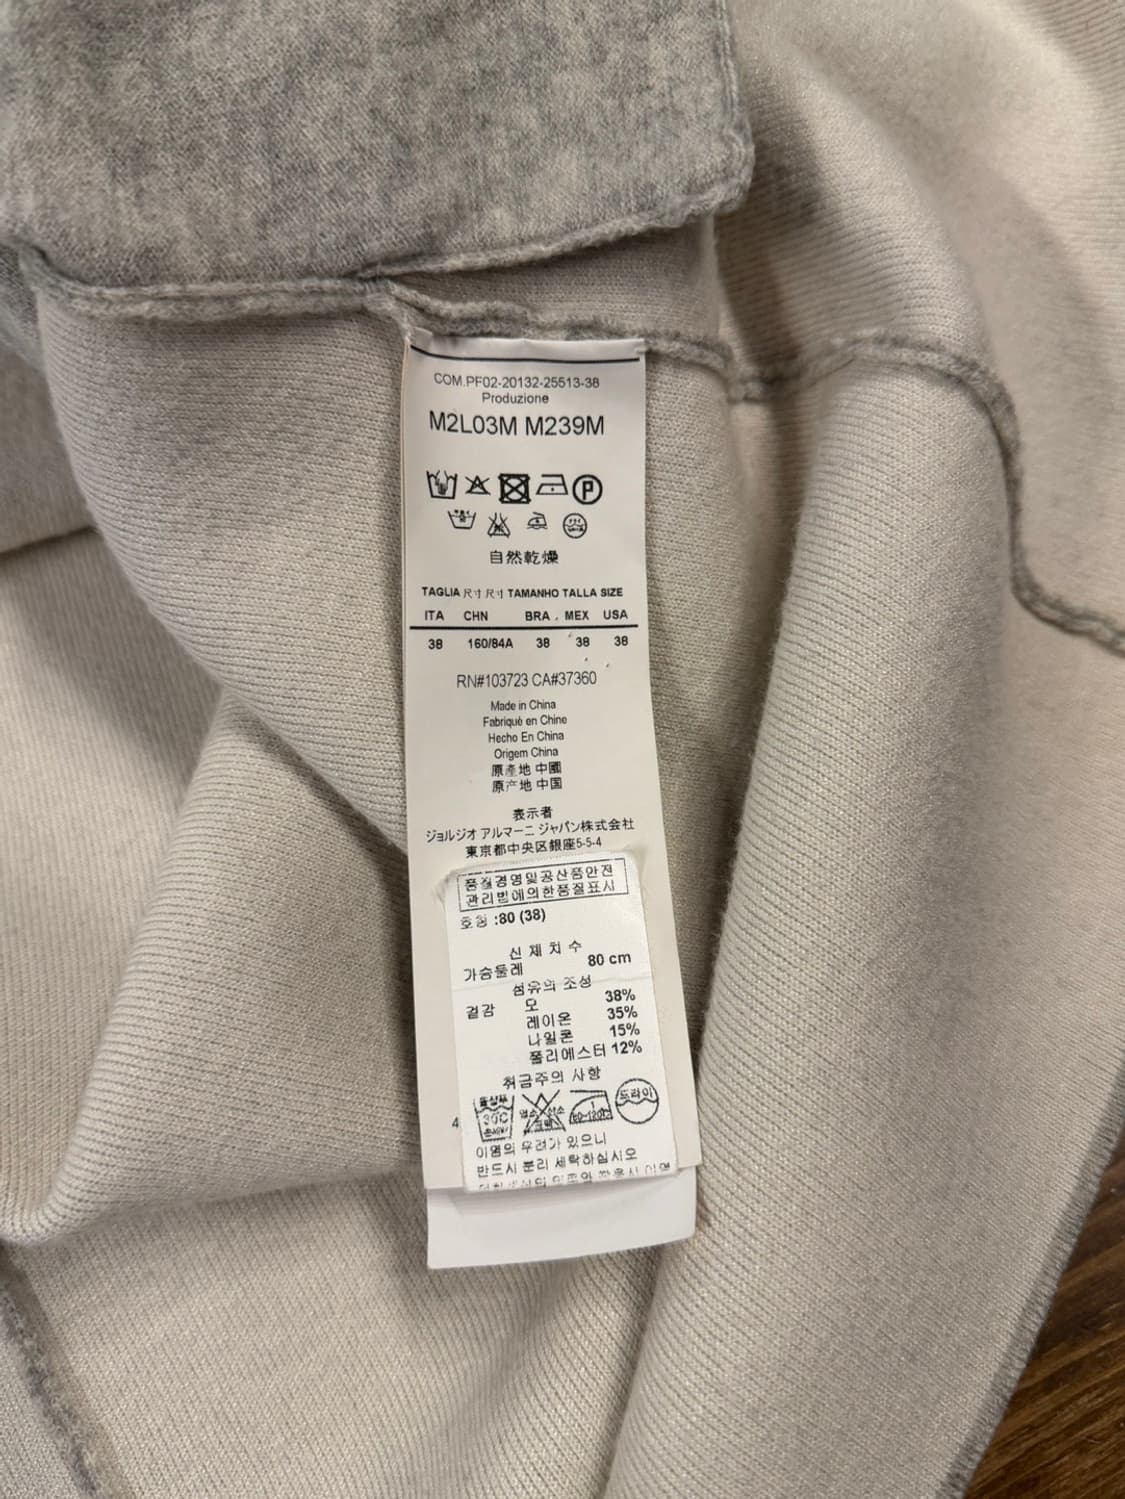 COM.PF02-20132-25513-38
Produzione
M2L03M M239M
P
自然乾燥
TAGLIA 尺寸 尺寸 TAMANHO TALLA SIZE
ITA CHN BRA. MEX USA
38 160/84A 38 38 38
RN#103723 CA#37360
Made in China
Fabriqué en Chine
Hecho En China
Origem China
原產地 中國
原产地 中国
表示者
ジョルジオ アルマーニ ジャパン株式会社
東京都中央区銀座5-5-4
품질경영및공산품안전
관리법에의한품질표시
호칭 :80 (38)
신 체 치 수
가슴둘레 80 cm
섬유의 조성
겉감 모 38%
레이온 35%
나일론 15%
폴리에스터 12%
취급주의 사항
드라이
4
이염의 우려가 있으니
반드시 분리 세탁하십시오